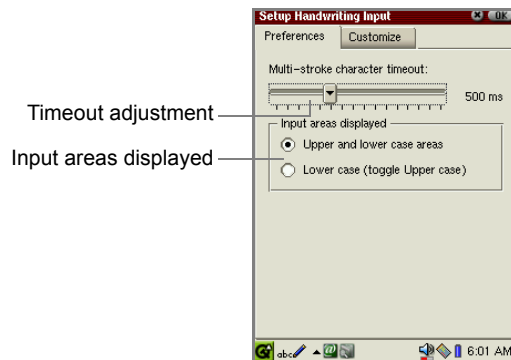 Setup Handwriting Input OK
Preferences Customize
Multi-stroke character timeout:
500 ms
Timeout adjustment
Input areas displayed
Upper and lower case areas
Input areas displayed
Lower case (toggle Upper case)
abc 6:01 AM